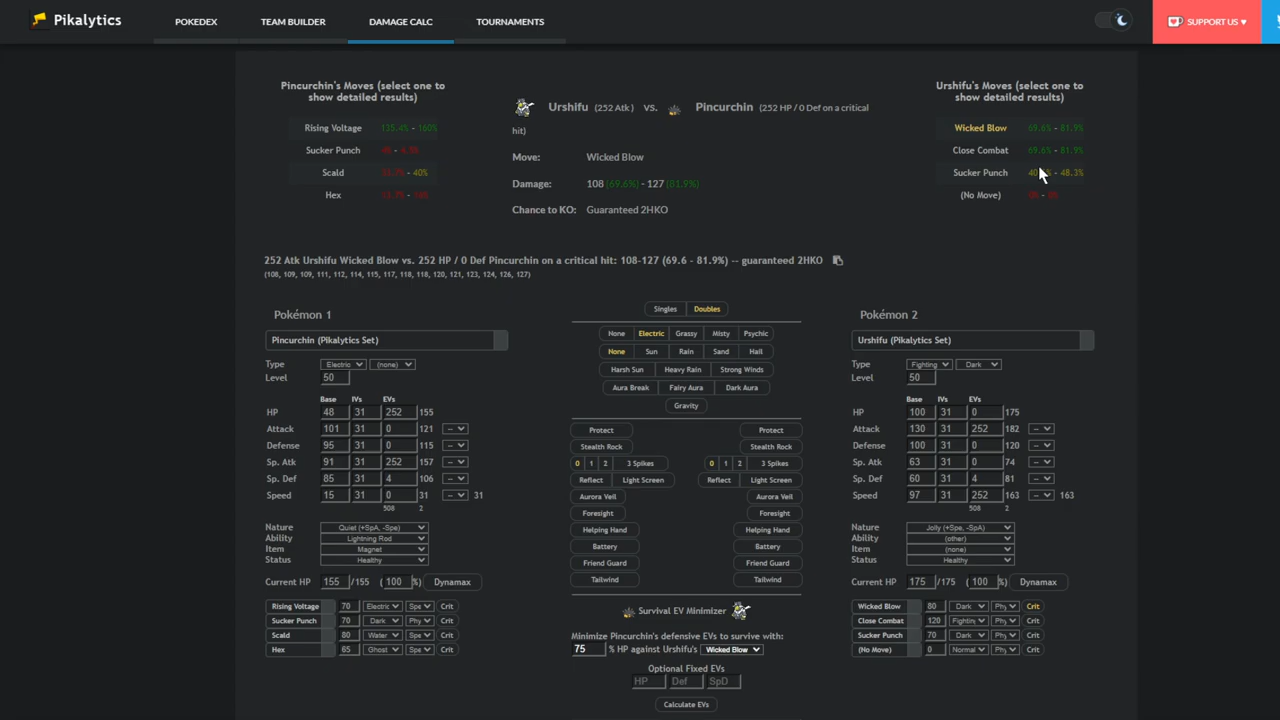 Pikalytics
POKEDEX
TEAM BUILDER
DAMAGE CALC
TOURNAMENTS
SUPPORT US ♥
Pincurchin's Moves (select one to
show detailed results)
Rising Voltage 135.4% - 160%
Sucker Punch
Scald - 40%
Hex
Urshifu (252 Atk) VS. Pincurchin (252 HP / 0 Def on a critical
hit)
Move: Wicked Blow
Damage: 108 (69.6%) - 127 (81.9%)
Chance to KO: Guaranteed 2HKO
Urshifu's Moves (select one to
show detailed results)
Wicked Blow 69.6% - 81.9%
Close Combat 69.6% - 81.9%
Sucker Punch - 48.3%
(No Move)
252 Atk Urshifu Wicked Blow vs. 252 HP / 0 Def Pincurchin on a critical hit: 108-127 (69.6 - 81.9%) -- guaranteed 2HKO
(108, 109, 109, 111, 112, 114, 115, 117, 118, 118, 120, 121, 123, 124, 126, 127)
Pokémon 1
Pincurchin (Pikalytics Set)
Type Electric (none)
Level 50
Base IVs EVs
HP 48 31 252 155
Attack 101 31 0 121 --
Defense 95 31 0 115 --
Sp. Atk 91 31 252 157 --
Sp. Def 85 31 4 106 --
Speed 15 31 0 31 -- 31
508 2
Nature Quiet (+SpA, -Spe)
Ability Lightning Rod
Item Magnet
Status Healthy
Current HP 155 /155 ( 100 %) Dynamax
Rising Voltage 70 Electric Spe Crit
Sucker Punch 70 Dark Phy Crit
Scald 80 Water Spe Crit
Hex 65 Ghost Spe Crit
Singles Doubles
None Electric Grassy Misty Psychic
None Sun Rain Sand Hail
Harsh Sun Heavy Rain Strong Winds
Aura Break Fairy Aura Dark Aura
Gravity
Protect Protect
Stealth Rock Stealth Rock
0 1 2 3 Spikes 0 1 2 3 Spikes
Reflect Light Screen Reflect Light Screen
Aurora Veil Aurora Veil
Foresight Foresight
Helping Hand Helping Hand
Battery Battery
Friend Guard Friend Guard
Tailwind Tailwind
Survival EV Minimizer
Minimize Pincurchin's defensive EVs to survive with:
75 % HP against Urshifu's Wicked Blow
Optional Fixed EVs
HP Def SpD
Calculate EVs
Pokémon 2
Urshifu (Pikalytics Set)
Type Fighting Dark
Level 50
Base IVs EVs
HP 100 31 0 175
Attack 130 31 252 182 --
Defense 100 31 0 120 --
Sp. Atk 63 31 0 74 --
Sp. Def 60 31 4 81 --
Speed 97 31 252 163 -- 163
508 2
Nature Jolly (+Spe, -SpA)
Ability (other)
Item (none)
Status Healthy
Current HP 175 /175 ( 100 %) Dynamax
Wicked Blow 80 Dark Phy Crit
Close Combat 120 Fightin Phy Crit
Sucker Punch 70 Dark Phy Crit
(No Move) 0 Normal Phy Crit